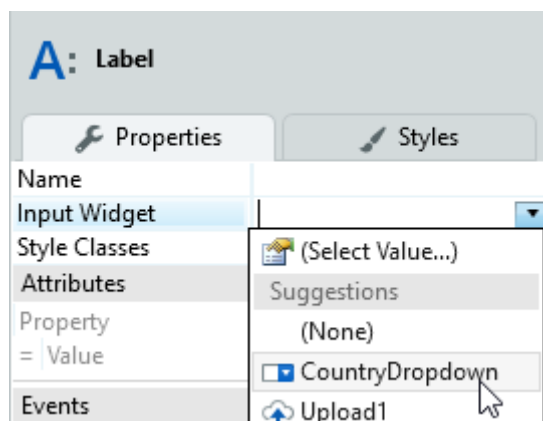 A: Label
Properties Styles
Name
Input Widget
Style Classes
(Select Value...)
Attributes
Suggestions
Property
(None)
= Value
CountryDropdown
Events
Upload1